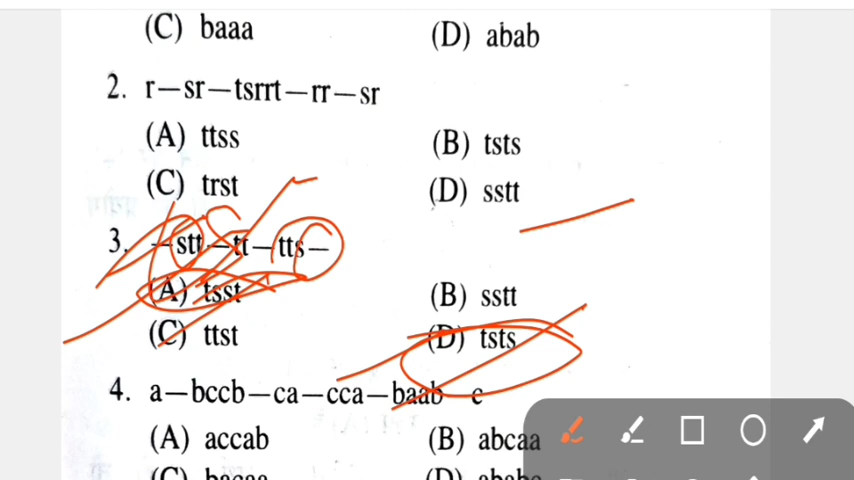 (C) baaa (D) abab
2. r—sr—tsrrt—rr—sr
(A) ttss (B) tsts
(C) trst (D) sstt
3. —stt—tt—tts—
(A) tsst (B) sstt
(C) ttst (D) tsts
4. a—bccb—ca—cca—baab c
(A) accab (B) abcaa